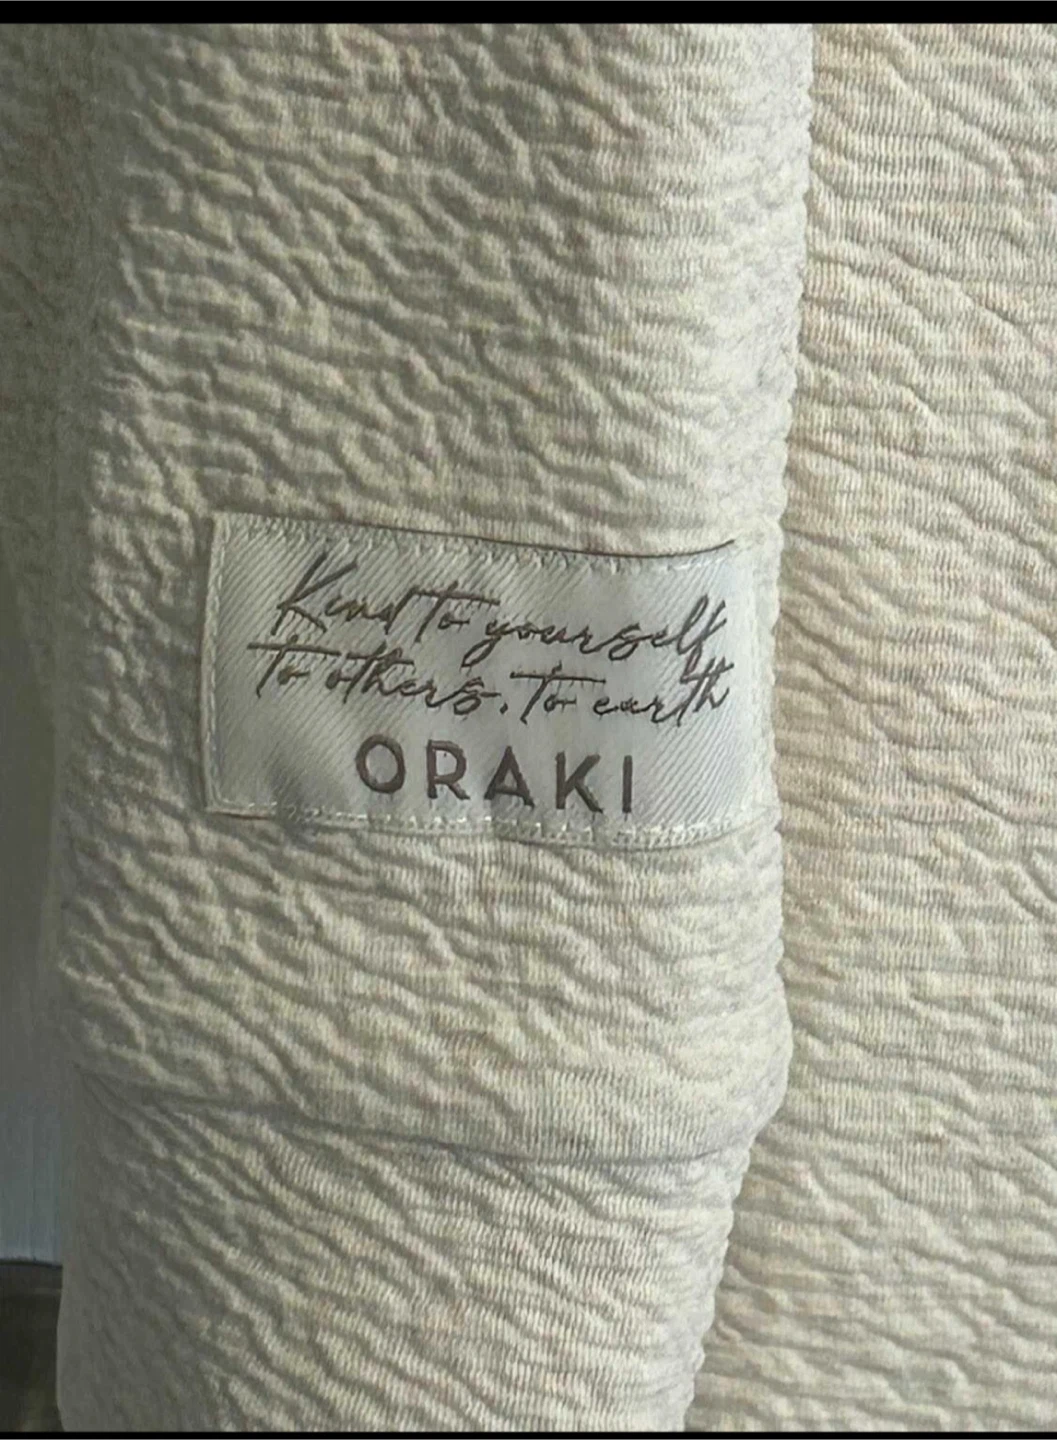 Kind to yourself
to others, to earth
ORAKI